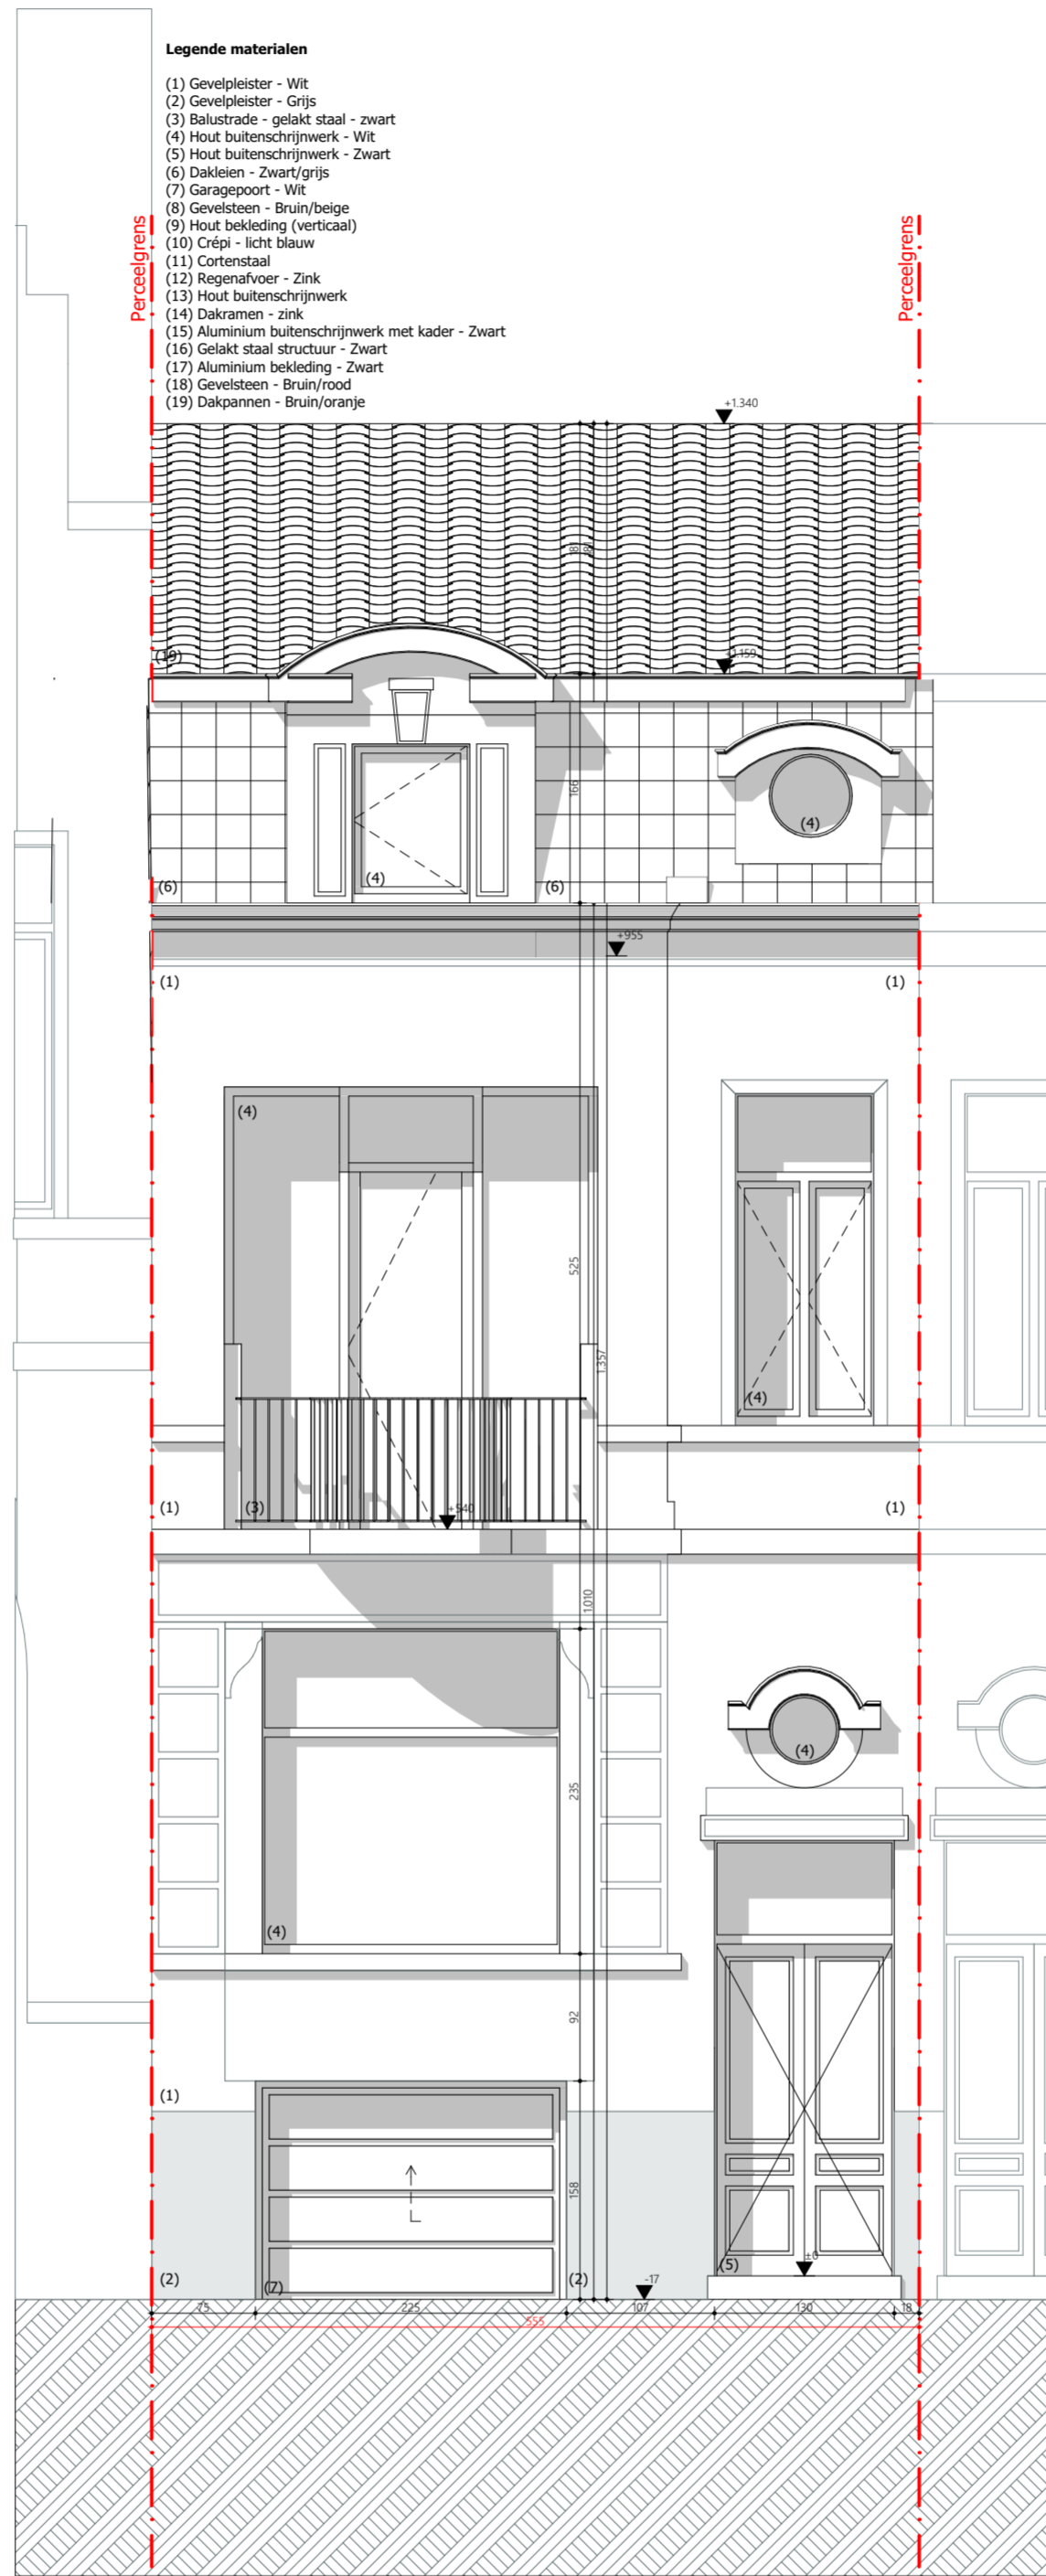 Legende materialen
(1) Gevelpleister - Wit
(2) Gevelpleister - Grijs
(3) Balustrade - gelakt staal - zwart
(4) Hout buitenschrijnwerk - Wit
(5) Hout buitenschrijnwerk - Zwart
(6) Dakleien - Zwart/grijs
(7) Garagepoort - Wit
(8) Gevelsteen - Bruin/beige
(9) Hout bekleding (verticaal)
(10) Crépi - licht blauw
(11) Cortenstaal
(12) Regenafvoer - Zink
(13) Hout buitenschrijnwerk
(14) Dakramen - zink
(15) Aluminium buitenschrijnwerk met kader - Zwart
(16) Gelakt staal structuur - Zwart
(17) Aluminium bekleding - Zwart
(18) Gevelsteen - Bruin/rood
(19) Dakpannen - Bruin/oranje
Perceelgrens
Perceelgrens
+1.340
(19)
+1.159
166
(4)
(4)
(6)
(6)
+955
(1)
(1)
(4)
525
1.357
(4)
(1)
(3)
+540
(1)
1.010
(4)
235
(4)
92
(1)
158
(2)
(7)
(2)
-17
(5)
±0
75
225
107
130
18
555